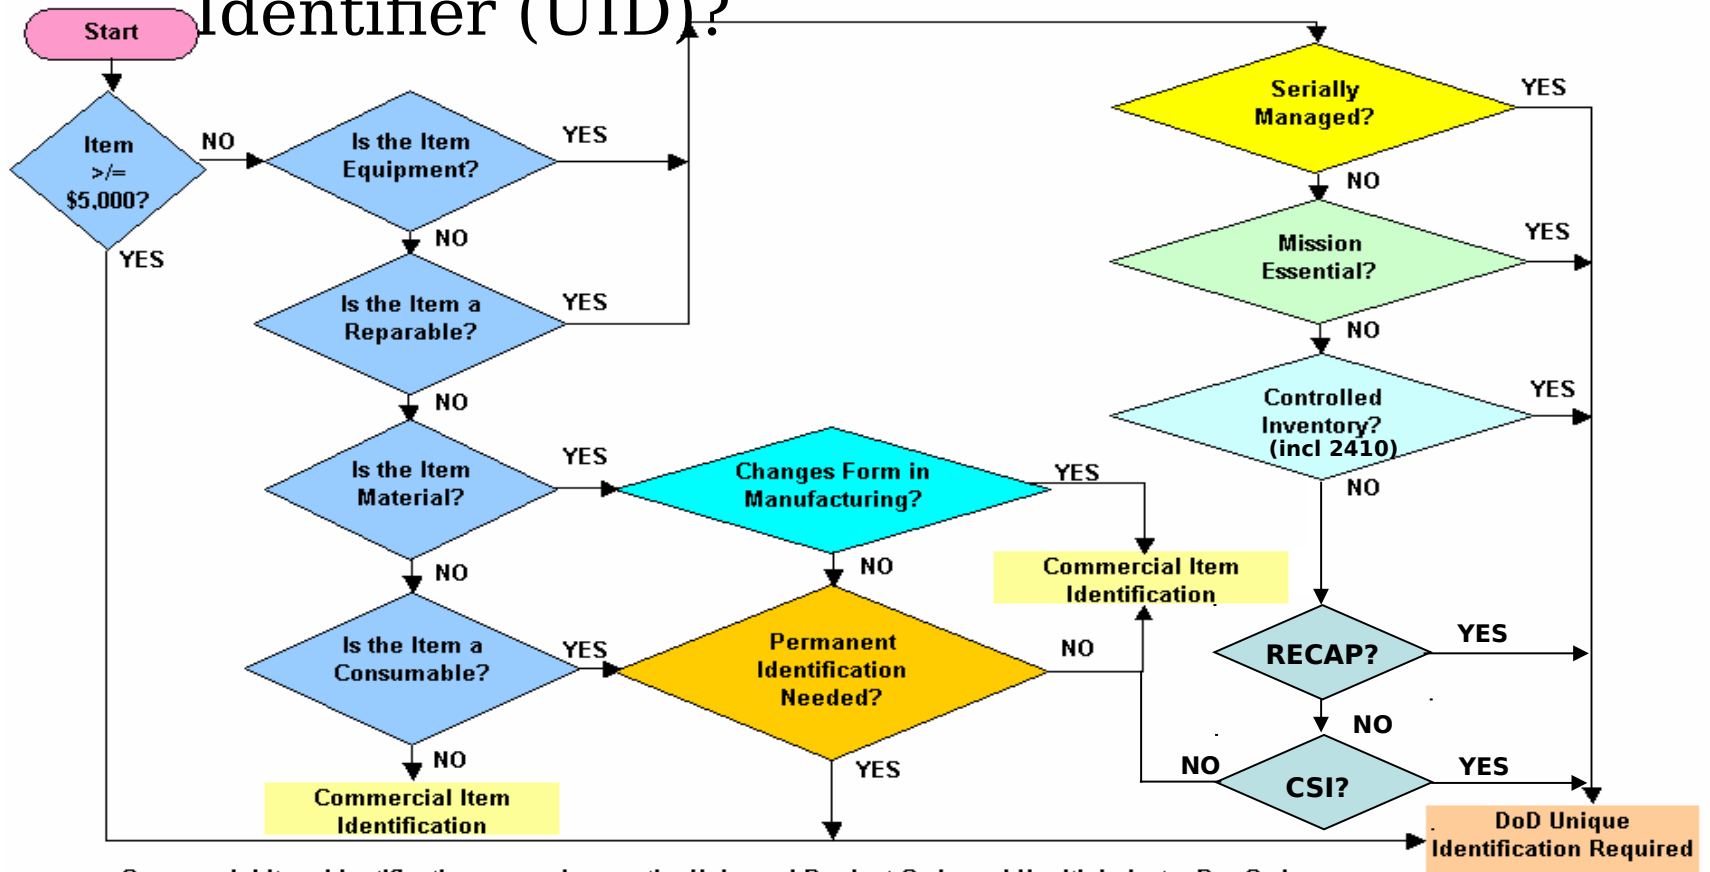 Identifier (UID)?
Start
Item
>/=
$5,000?
NO
YES
Is the Item
Equipment?
YES
NO
Is the Item a
Reparable?
YES
NO
Is the Item
Material?
YES
NO
Is the Item a
Consumable?
YES
NO
Commercial Item
Identification
Changes Form in
Manufacturing?
YES
NO
Permanent
Identification
Needed?
NO
YES
Commercial Item
Identification
Serially
Managed?
YES
NO
Mission
Essential?
YES
NO
Controlled
Inventory?
(incl 2410)
YES
NO
RECAP?
YES
NO
CSI?
NO
YES
DoD Unique
Identification Required